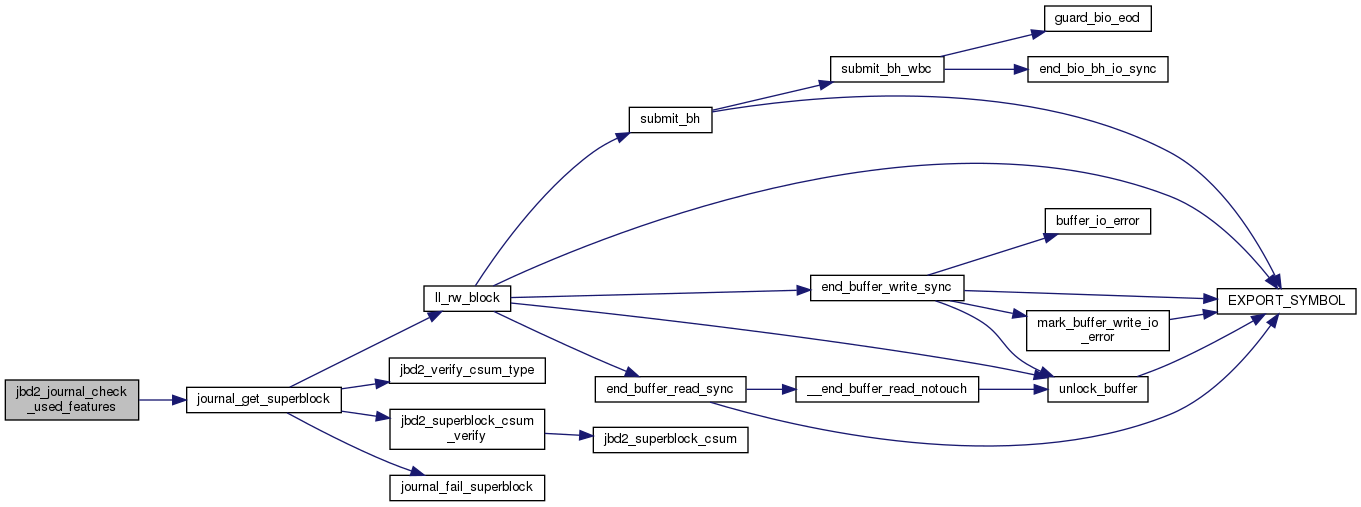 guard_bio_eod
submit_bh_wbc
end_bio_bh_io_sync
submit_bh
buffer_io_error
ll_rw_block
end_buffer_write_sync
EXPORT_SYMBOL
mark_buffer_write_io
_error
jbd2_verify_csum_type
jbd2_journal_check
_used_features
journal_get_superblock
end_buffer_read_sync
__end_buffer_read_notouch
unlock_buffer
jbd2_superblock_csum
_verify
jbd2_superblock_csum
journal_fail_superblock